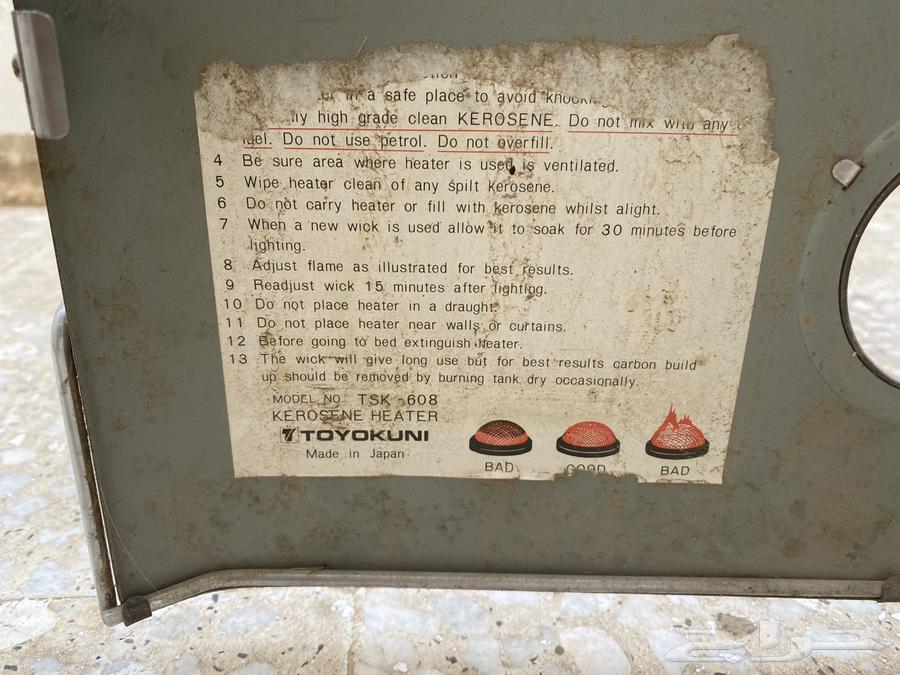 in a safe place to avoid
high grade clean KEROSENE. Do not mix with any
fuel. Do not use petrol. Do not overfill.
4 Be sure area where heater is used is ventilated.
5 Wipe heater clean of any spilt kerosene.
6 Do not carry heater or fill with kerosene whilst alight.
7 When a new wick is used allow it to soak for 30 minutes before
lighting.
8 Adjust flame as illustrated for best results.
9 Readjust wick 15 minutes after lighting.
10 Do not place heater in a draught.
11 Do not place heater near walls or curtains.
12 Before going to bed extinguish heater.
13 The wick will give long use but for best results carbon build
up should be removed by burning tank dry occasionally.
MODEL NO. TSK-608
KEROSENE HEATER
TOYOKUNI
Made in Japan
BAD GOOD BAD
حراج